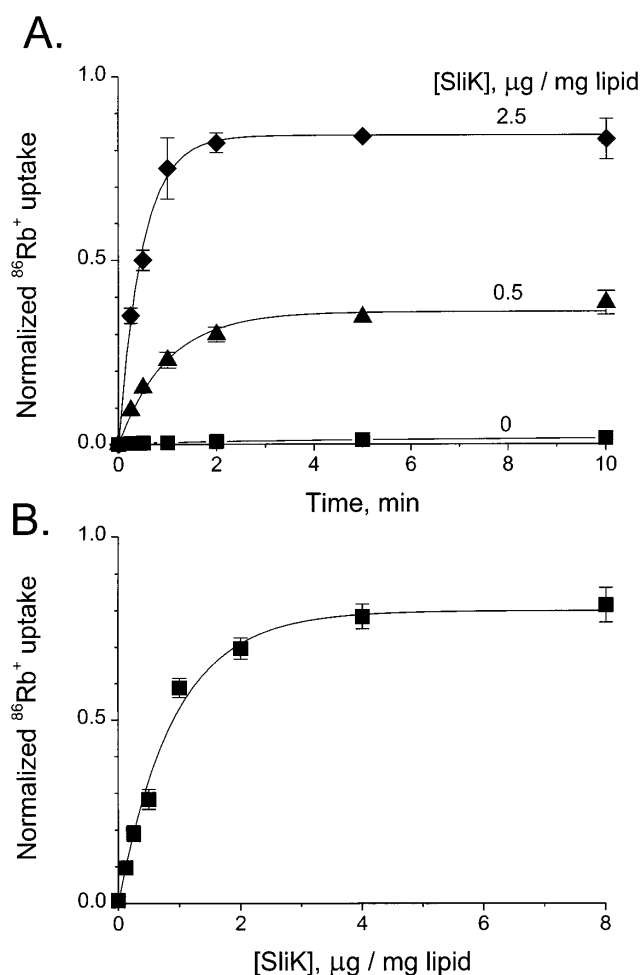 A.
[SliK], μg / mg lipid
1.0
2.5
0.5
0.5
0
0.0
0 2 4 6 8 10
Normalized ⁸⁶Rb⁺ uptake
Time, min
B.
1.0
0.5
0.0
0 2 4 6 8
Normalized ⁸⁶Rb⁺ uptake
[SliK], μg / mg lipid